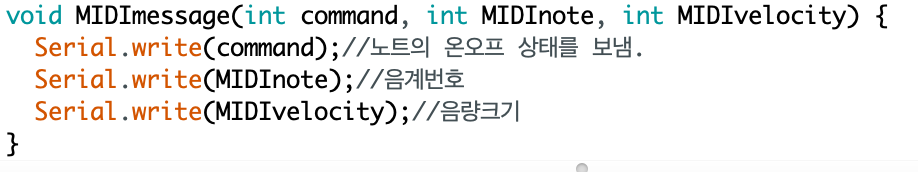 void MIDImessage(int command, int MIDInote, int MIDIvelocity) {
  Serial.write(command);//노트의 온오프 상태를 보냄.
  Serial.write(MIDInote);//음계번호
  Serial.write(MIDIvelocity);//음량크기
}